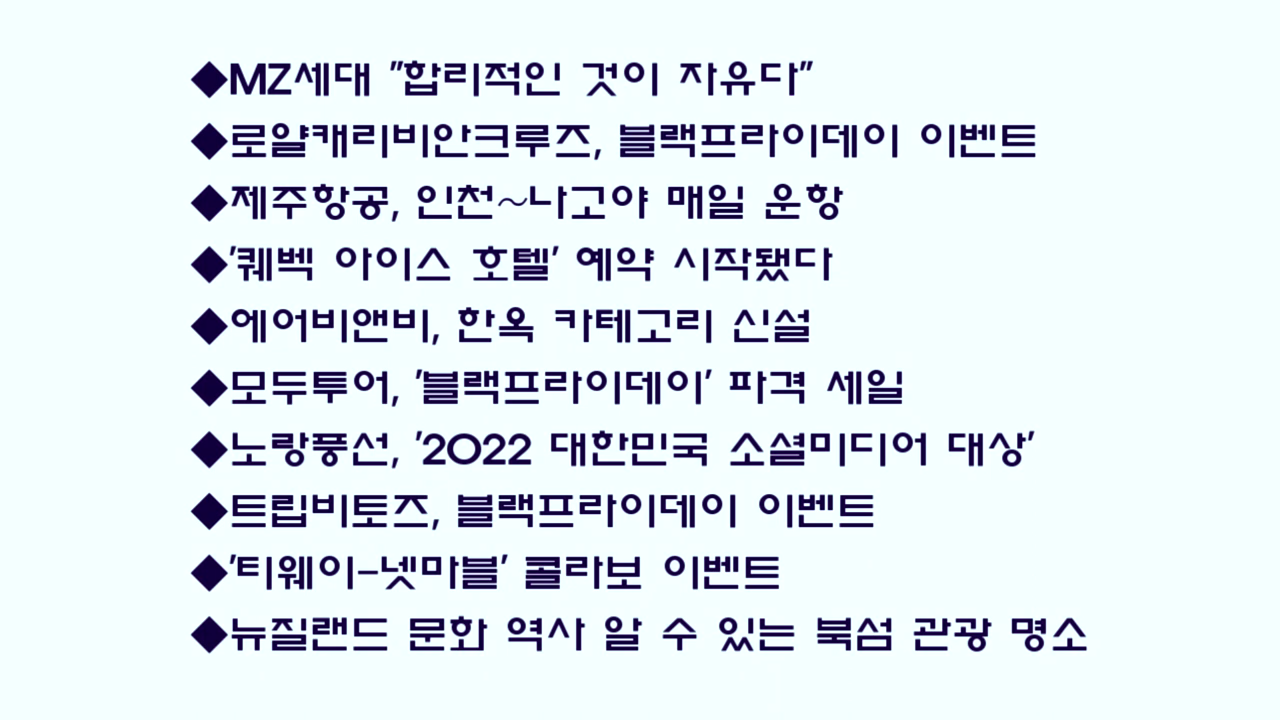 ◆MZ세대 "합리적인 것이 자유다"
◆로얄캐리비안크루즈, 블랙프라이데이 이벤트
◆제주항공, 인천~나고야 매일 운항
◆'퀘벡 아이스 호텔' 예약 시작됐다
◆에어비앤비, 한옥 카테고리 신설
◆모두투어, '블랙프라이데이' 파격 세일
◆노랑풍선, '2022 대한민국 소셜미디어 대상'
◆트립비토즈, 블랙프라이데이 이벤트
◆'티웨이-넷마블' 콜라보 이벤트
◆뉴질랜드 문화 역사 알 수 있는 북섬 관광 명소